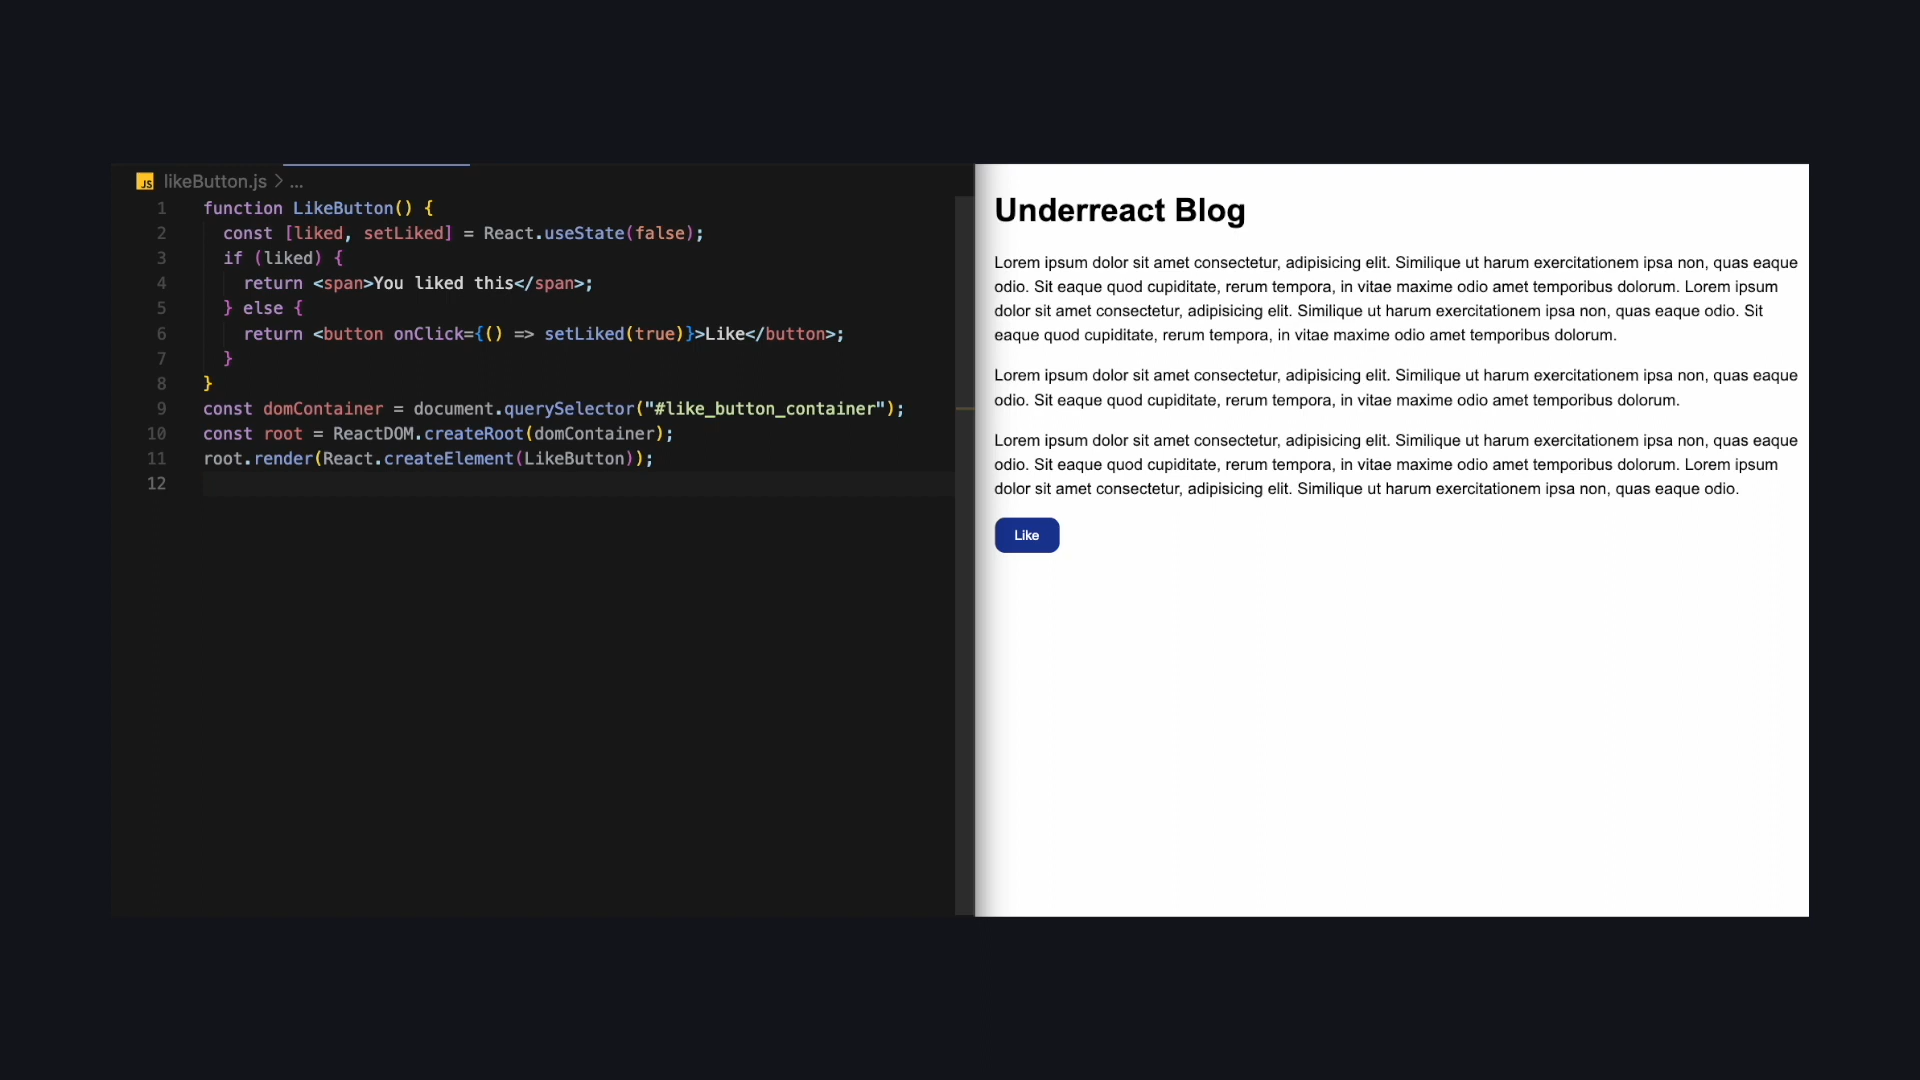 JS likeButton.js > ...
1 function LikeButton() {
2 const [liked, setLiked] = React.useState(false);
3 if (liked) {
4 return <span>You liked this</span>;
5 } else {
6 return <button onClick={() => setLiked(true)}>Like</button>;
7 }
8 }
9 const domContainer = document.querySelector("#like_button_container");
10 const root = ReactDOM.createRoot(domContainer);
11 root.render(React.createElement(LikeButton));
12
Underreact Blog
Lorem ipsum dolor sit amet consectetur, adipisicing elit. Similique ut harum exercitationem ipsa non, quas eaque
odio. Sit eaque quod cupiditate, rerum tempora, in vitae maxime odio amet temporibus dolorum. Lorem ipsum
dolor sit amet consectetur, adipisicing elit. Similique ut harum exercitationem ipsa non, quas eaque odio. Sit
eaque quod cupiditate, rerum tempora, in vitae maxime odio amet temporibus dolorum.
Lorem ipsum dolor sit amet consectetur, adipisicing elit. Similique ut harum exercitationem ipsa non, quas eaque
odio. Sit eaque quod cupiditate, rerum tempora, in vitae maxime odio amet temporibus dolorum.
Lorem ipsum dolor sit amet consectetur, adipisicing elit. Similique ut harum exercitationem ipsa non, quas eaque
odio. Sit eaque quod cupiditate, rerum tempora, in vitae maxime odio amet temporibus dolorum. Lorem ipsum
dolor sit amet consectetur, adipisicing elit. Similique ut harum exercitationem ipsa non, quas eaque odio.
Like